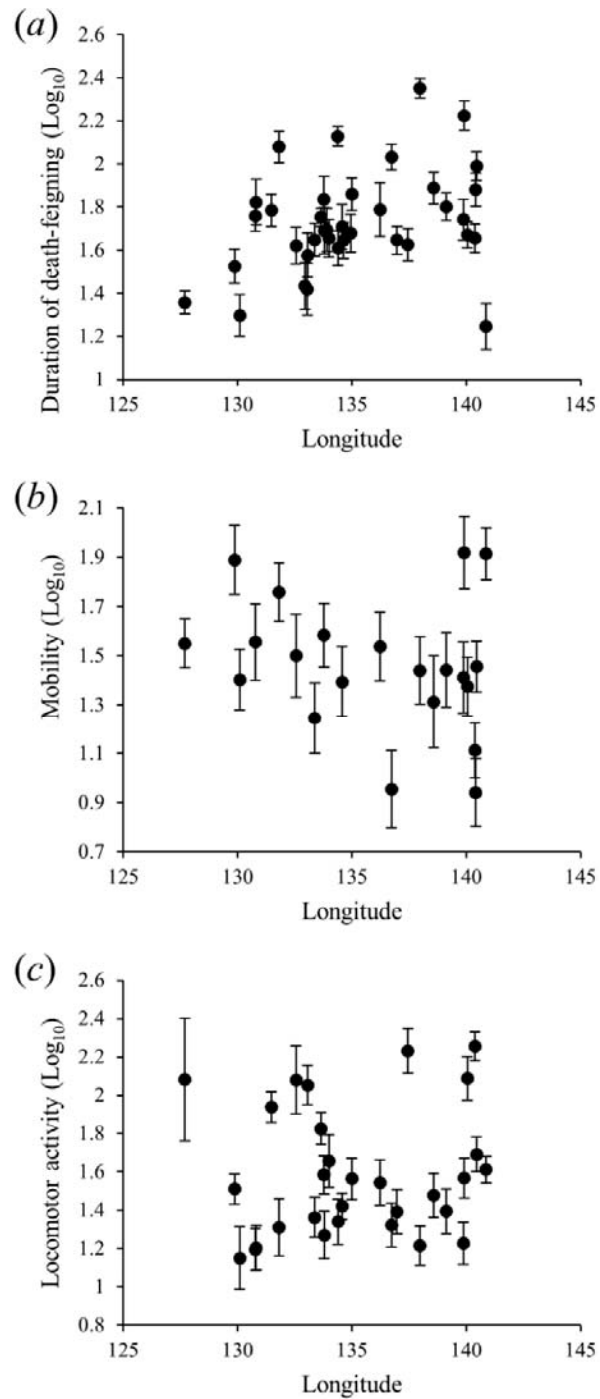 (a)
Duration of death-feigning (Log10)
2.6
2.4
2.2
2
1.8
1.6
1.4
1.2
1
125 130 135 140 145
Longitude
(b)
Mobility (Log10)
2.1
1.9
1.7
1.5
1.3
1.1
0.9
0.7
125 130 135 140 145
Longitude
(c)
Locomotor activity (Log10)
2.6
2.4
2.2
2
1.8
1.6
1.4
1.2
1
0.8
125 130 135 140 145
Longitude